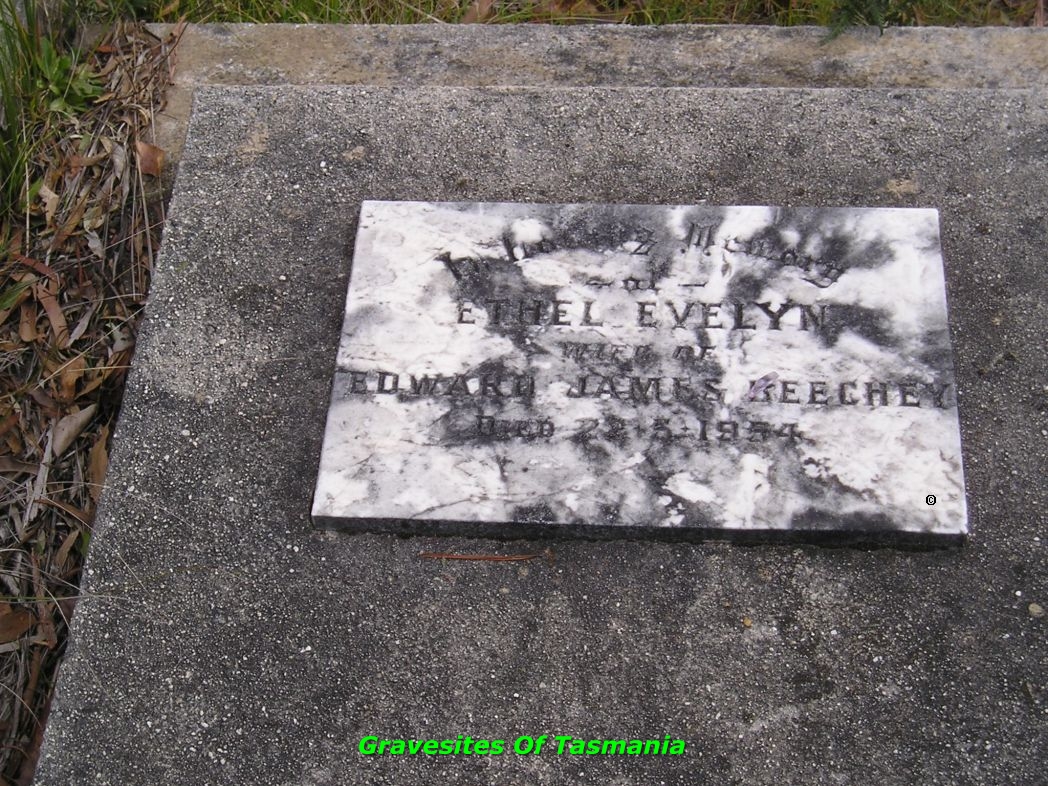 In Loving Memory
– of –
ETHEL EVELYN
WIFE OF
EDWARD JAMES BEECHEY
DIED 23·5·1954
©
Gravesites Of Tasmania